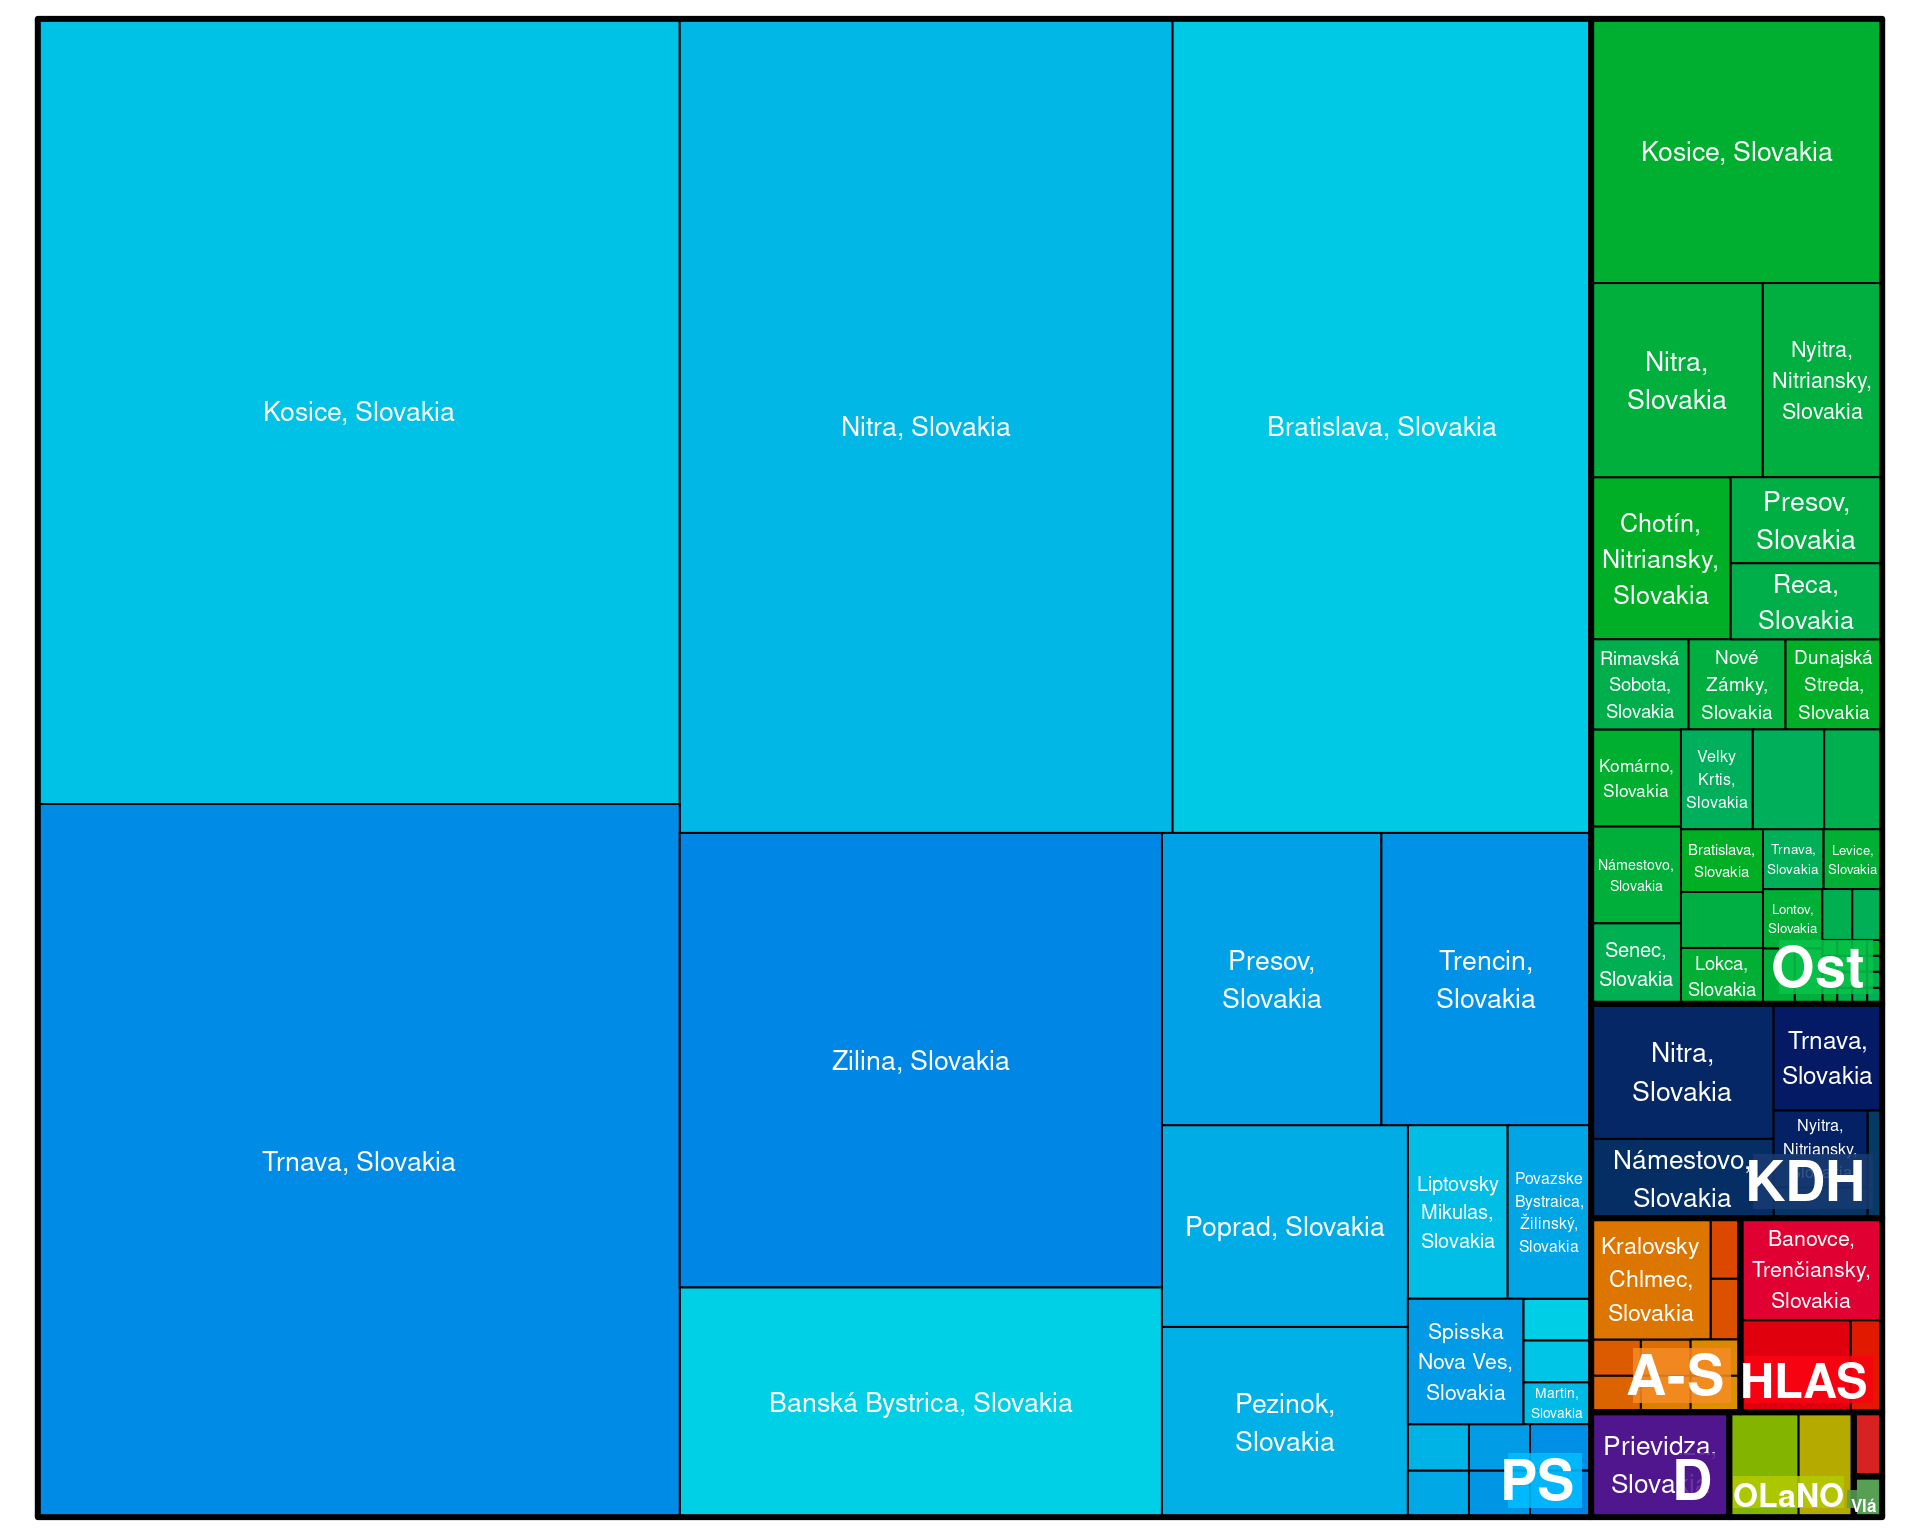 Kosice, Slovakia
Trnava, Slovakia
Nitra, Slovakia
Bratislava, Slovakia
Zilina, Slovakia
Banská Bystrica, Slovakia
Presov,
Slovakia
Trencin,
Slovakia
Poprad, Slovakia
Pezinok,
Slovakia
Liptovsky
Mikulas,
Slovakia
Povazske
Bystraica,
Žilinský,
Slovakia
Spisska
Nova Ves,
Slovakia
Martin,
Slovakia
PS
Kosice, Slovakia
Nitra,
Slovakia
Nyitra,
Nitriansky,
Slovakia
Chotín,
Nitriansky,
Slovakia
Presov,
Slovakia
Reca,
Slovakia
Rimavská
Sobota,
Slovakia
Nové
Zámky,
Slovakia
Dunajská
Streda,
Slovakia
Komárno,
Slovakia
Velky
Krtis,
Slovakia
Námestovo,
Slovakia
Bratislava,
Slovakia
Trnava,
Slovakia
Levice,
Slovakia
Lontov,
Slovakia
Senec,
Slovakia
Lokca,
Slovakia
Ost
Nitra,
Slovakia
Trnava,
Slovakia
Nyitra,
Nitriansky,
Námestovo,
Slovakia
KDH
Kralovsky
Chlmec,
Slovakia
A-S
Banovce,
Trenčiansky,
Slovakia
HLAS
Prievidza,
Slovakia
D
OLaNO
Vlá